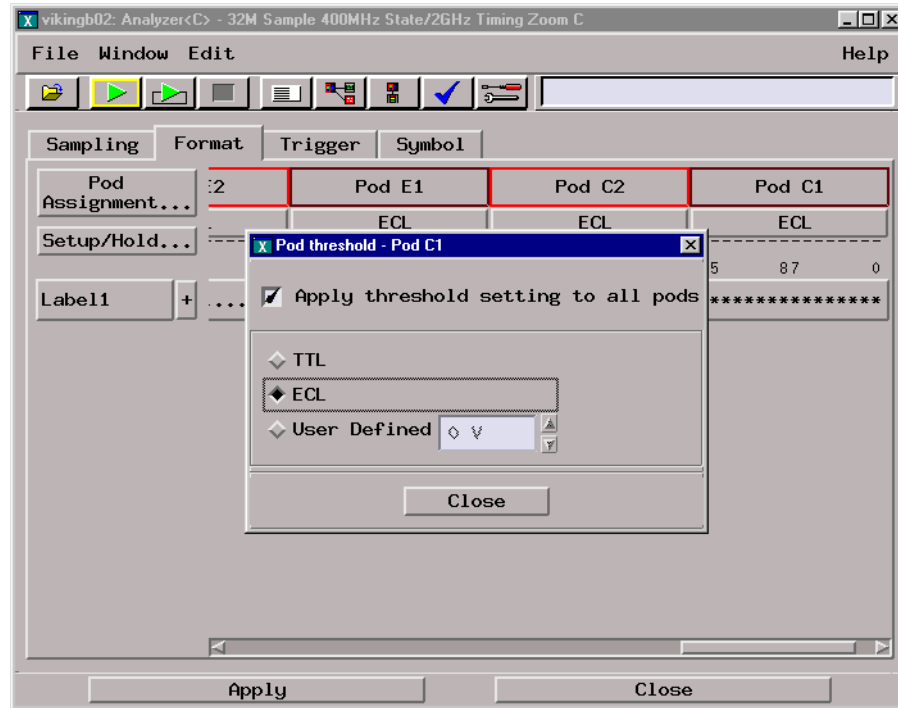 vikingb02: Analyzer<C> - 32M Sample 400MHz State/2GHz Timing Zoom C
File Window Edit Help
Sampling Format Trigger Symbol
Pod Assignment... E2 Pod E1 Pod C2 Pod C1
ECL ECL ECL
Setup/Hold...
Pod threshold - Pod C1
5 87 0
Label1 + .... ***************
Apply threshold setting to all pods
TTL
ECL
User Defined 0 V
Close
Apply Close